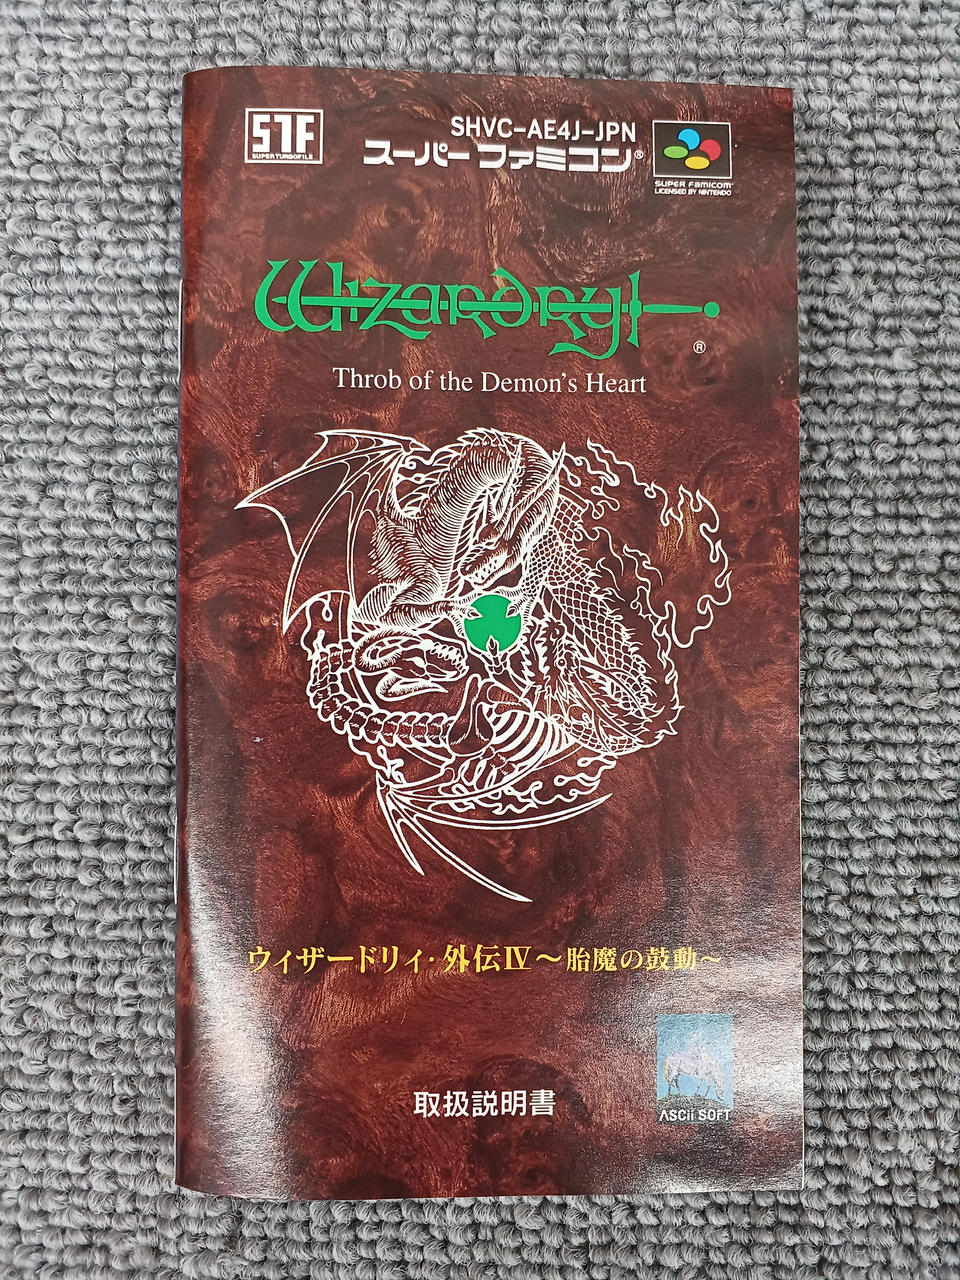 STF
SUPER TURBOFILE
SHVC-AE4J-JPN
スーパーファミコン®
SUPER FAMICOM
LICENSED BY NINTENDO
Wizardry
®
Throb of the Demon's Heart
ウィザードリィ・外伝Ⅳ～胎魔の鼓動～
取扱説明書
ASCII SOFT